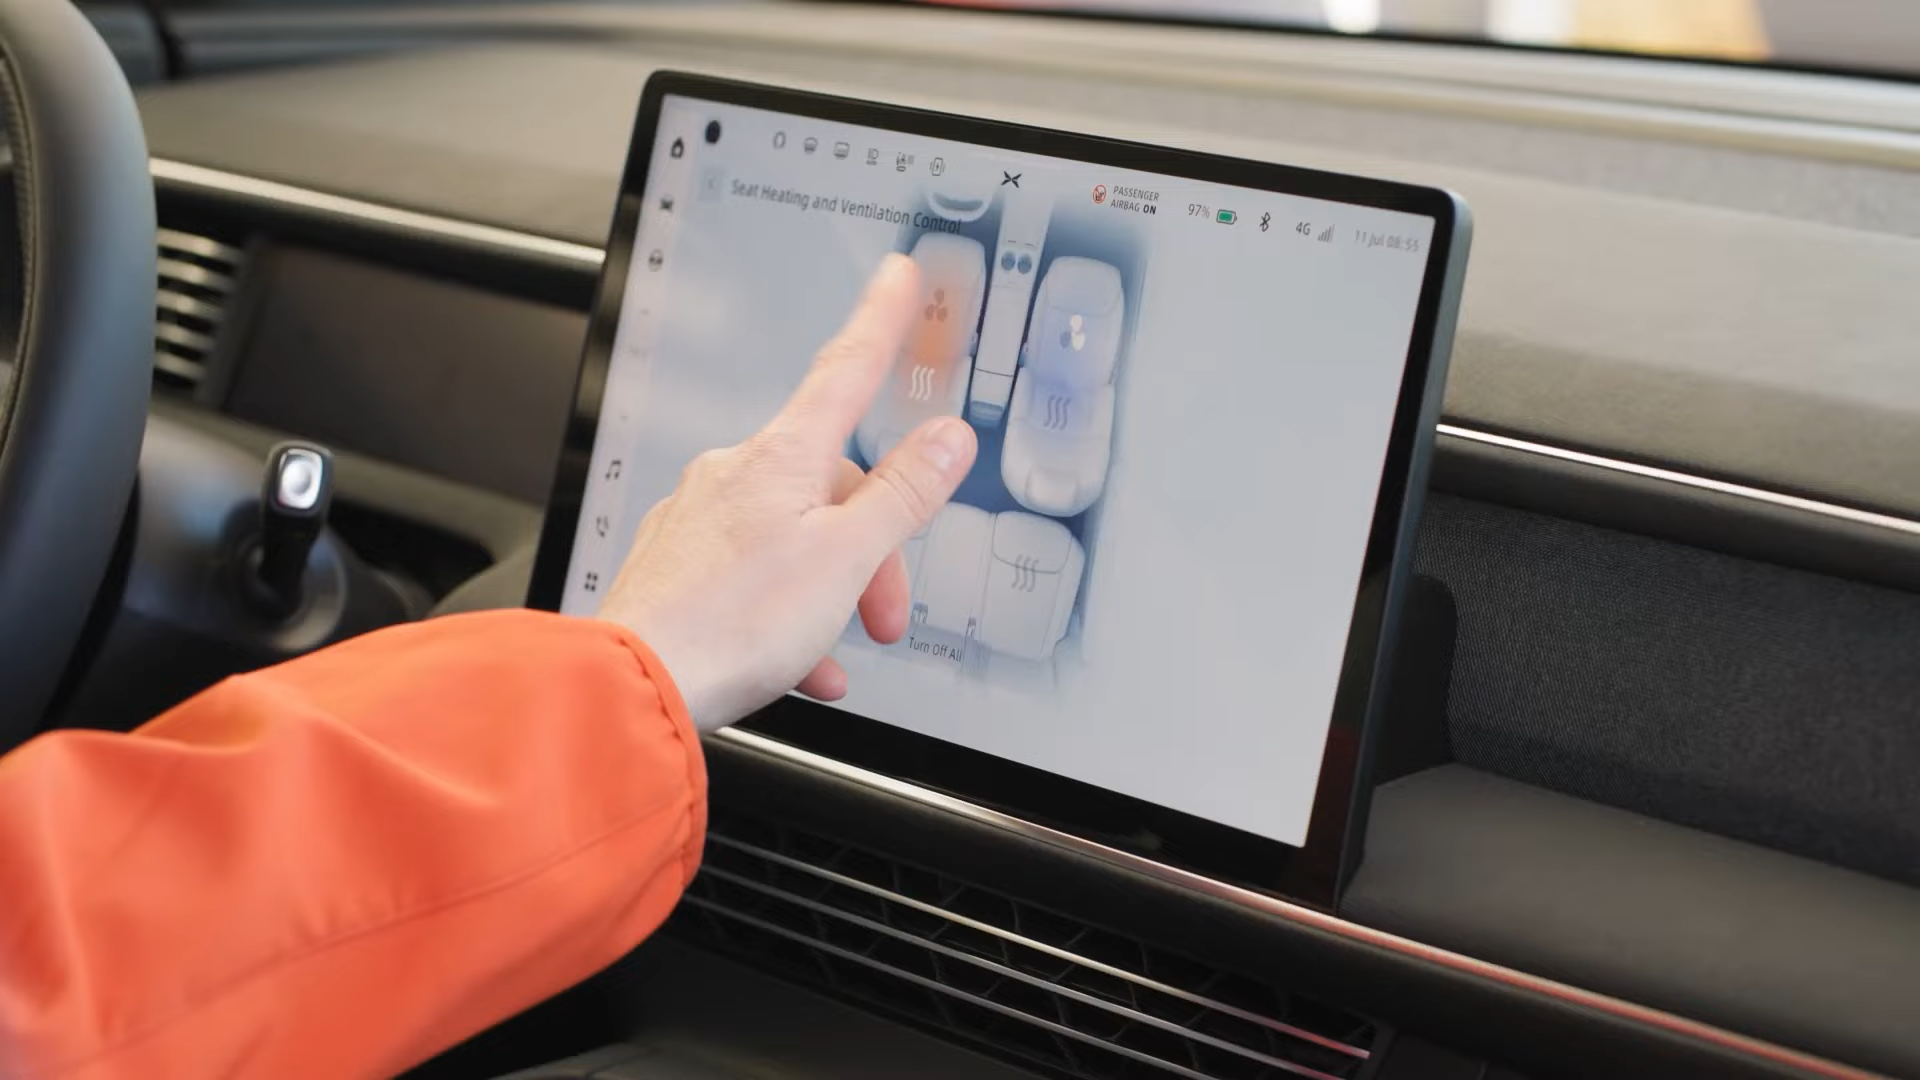 Seat Heating and Ventilation Control
PASSENGER
AIRBAG ON
97%
4G
11 Jul 08:55
Turn Off All